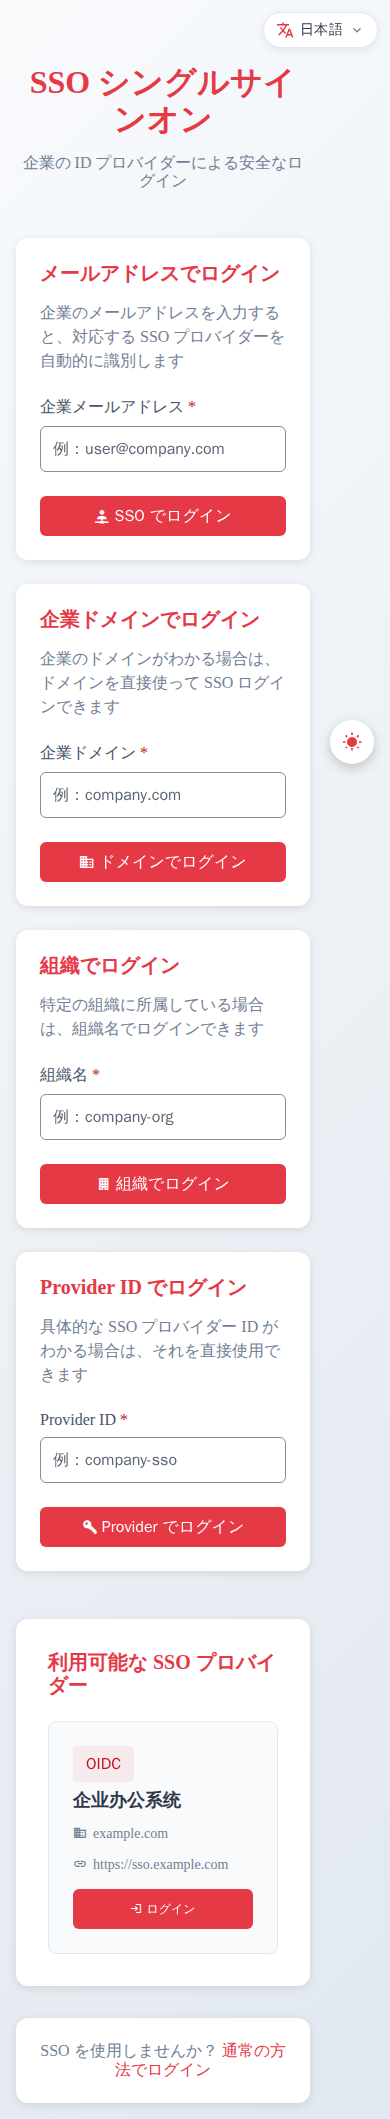 日本語
SSO シングルサイ
ンオン
企業の ID プロバイダーによる安全なロ
グイン
メールアドレスでログイン
企業のメールアドレスを入力する
と、対応する SSO プロバイダーを
自動的に識別します
企業メールアドレス *
例：user@company.com
SSO でログイン
企業ドメインでログイン
企業のドメインがわかる場合は、
ドメインを直接使って SSO ログイ
ンできます
企業ドメイン *
例：company.com
ドメインでログイン
組織でログイン
特定の組織に所属している場合
は、組織名でログインできます
組織名 *
例：company-org
組織でログイン
Provider ID でログイン
具体的な SSO プロバイダー ID が
わかる場合は、それを直接使用で
きます
Provider ID *
例：company-sso
Provider でログイン
利用可能な SSO プロバイ
ダー
OIDC
企业办公系统
example.com
https://sso.example.com
ログイン
SSO を使用しませんか？ 通常の方
法でログイン